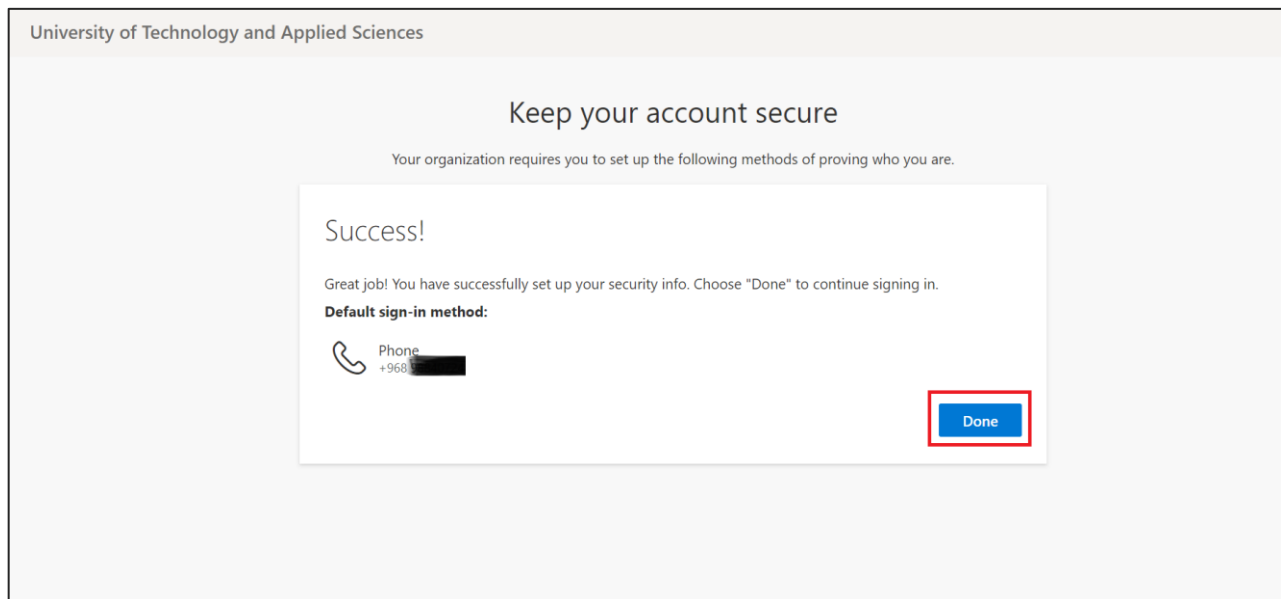 University of Technology and Applied Sciences
Keep your account secure
Your organization requires you to set up the following methods of proving who you are.
Success!
Great job! You have successfully set up your security info. Choose "Done" to continue signing in.
Default sign-in method:
Phone
+968
Done